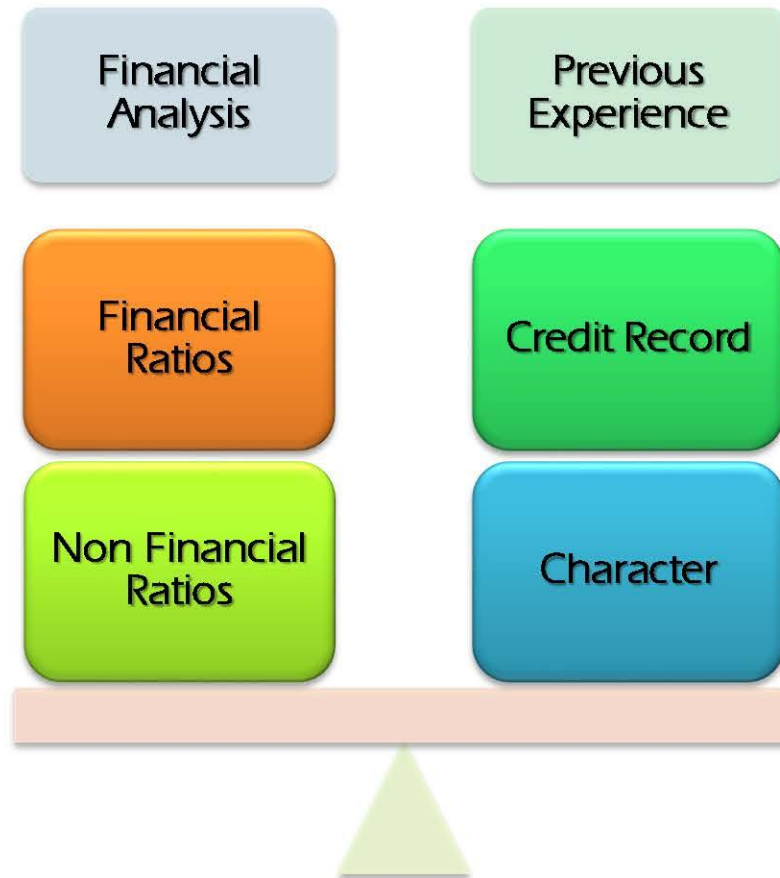 Financial
Analysis
Previous
Experience
Financial
Ratios
Credit Record
Non Financial
Ratios
Character